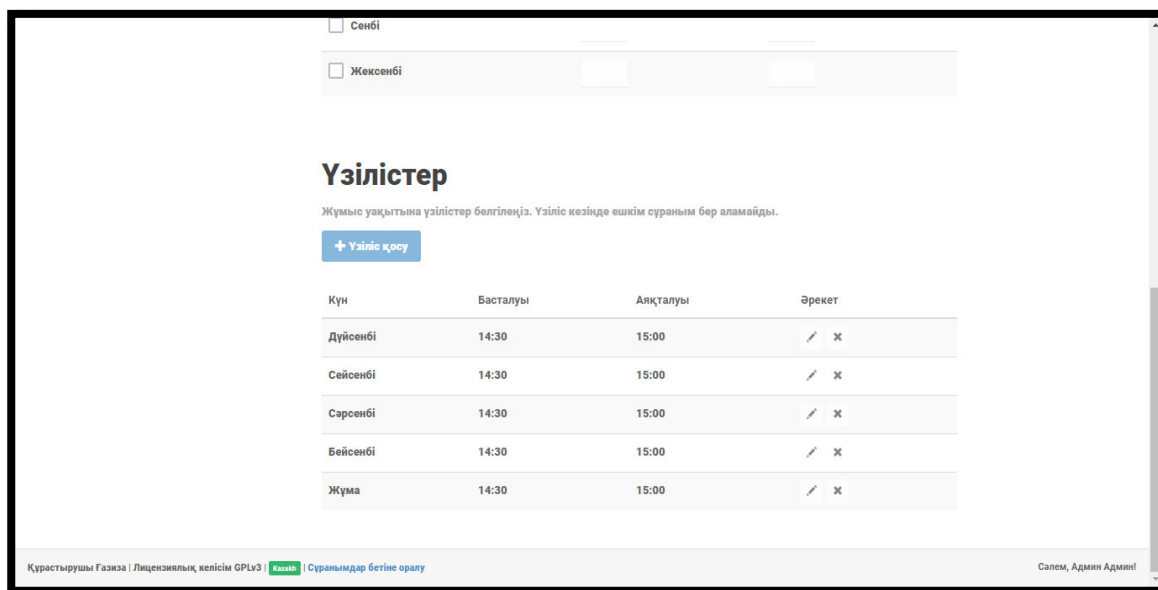 Сенбі
Жексенбі
Үзілістер
Жұмыс уақытына үзілістер белгілеңіз. Үзіліс кезінде ешкім сұраным бер аламайды.
+ Үзіліс қосу
Күн Басталуы Аяқталуы Әрекет
Дүйсенбі 14:30 15:00
Сейсенбі 14:30 15:00
Сәрсенбі 14:30 15:00
Бейсенбі 14:30 15:00
Жұма 14:30 15:00
Құрастырушы Ғазиза | Лицензиялық келісім GPLv3 | Kazakh | Сұранымдар бетіне оралу Сәлем, Админ Админ!